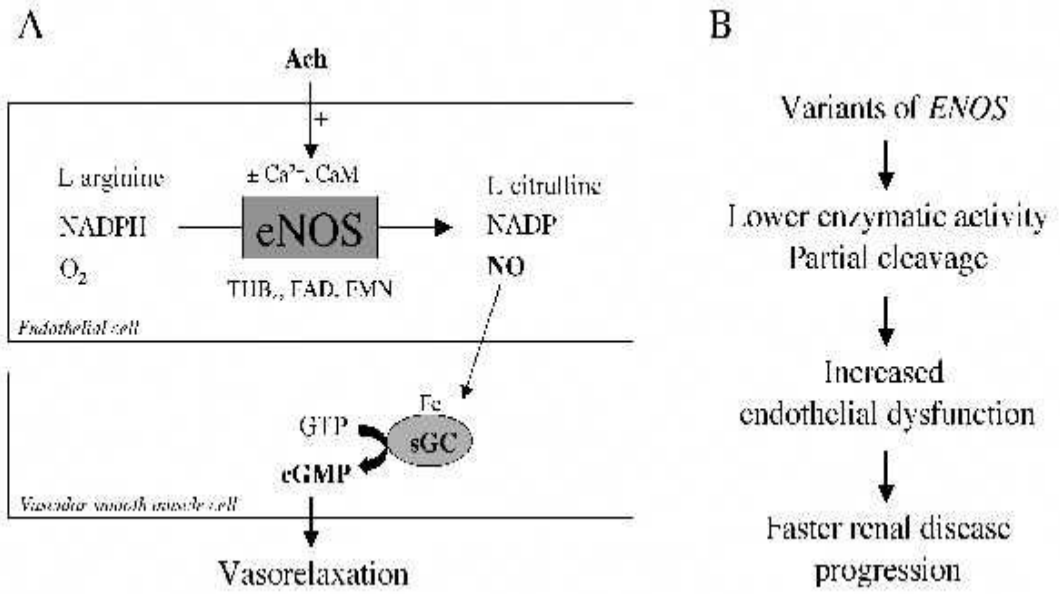 A
Ach
+
L arginine
± Ca²⁺, CaM
L citrulline
NADPH
eNOS
NADP
O₂
NO
THB₄, FAD, FMN
Endothelial cell
Fe
GTP
sGC
cGMP
Vascular smooth muscle cell
Vasorelaxation
B
Variants of ENOS
Lower enzymatic activity
Partial cleavage
Increased
endothelial dysfunction
Faster renal disease
progression